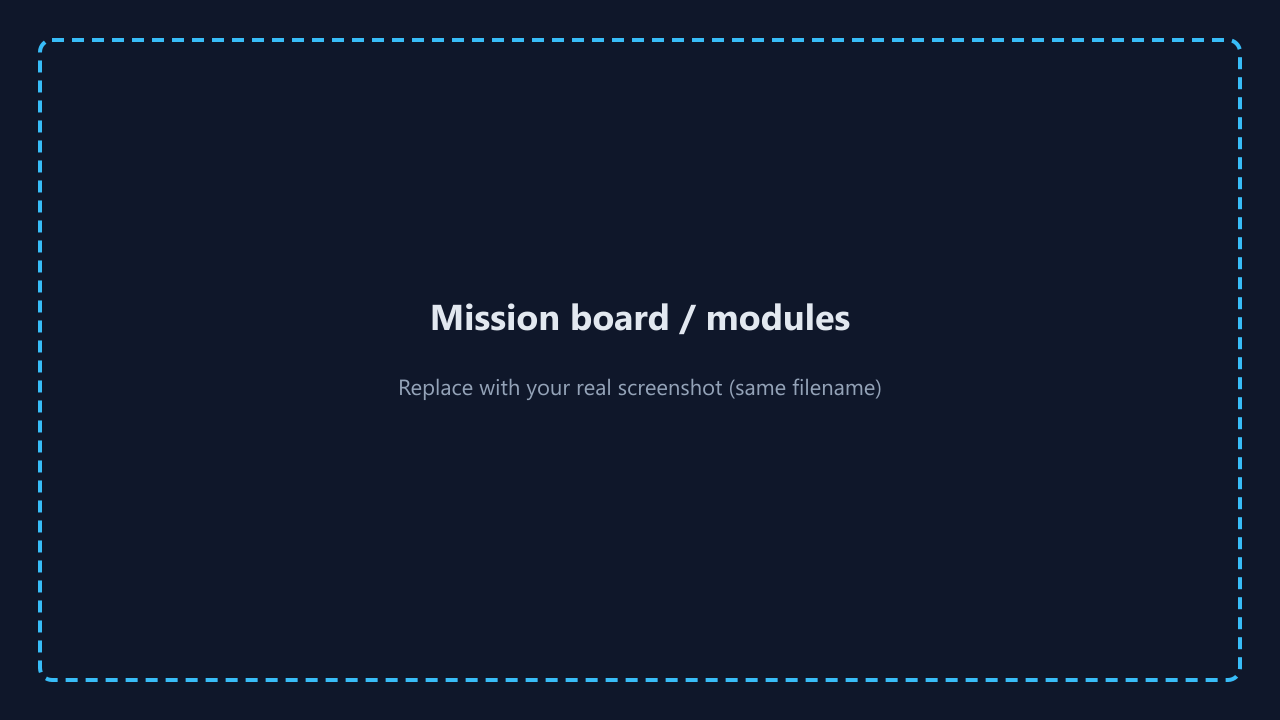 Mission board / modules
Replace with your real screenshot (same filename)